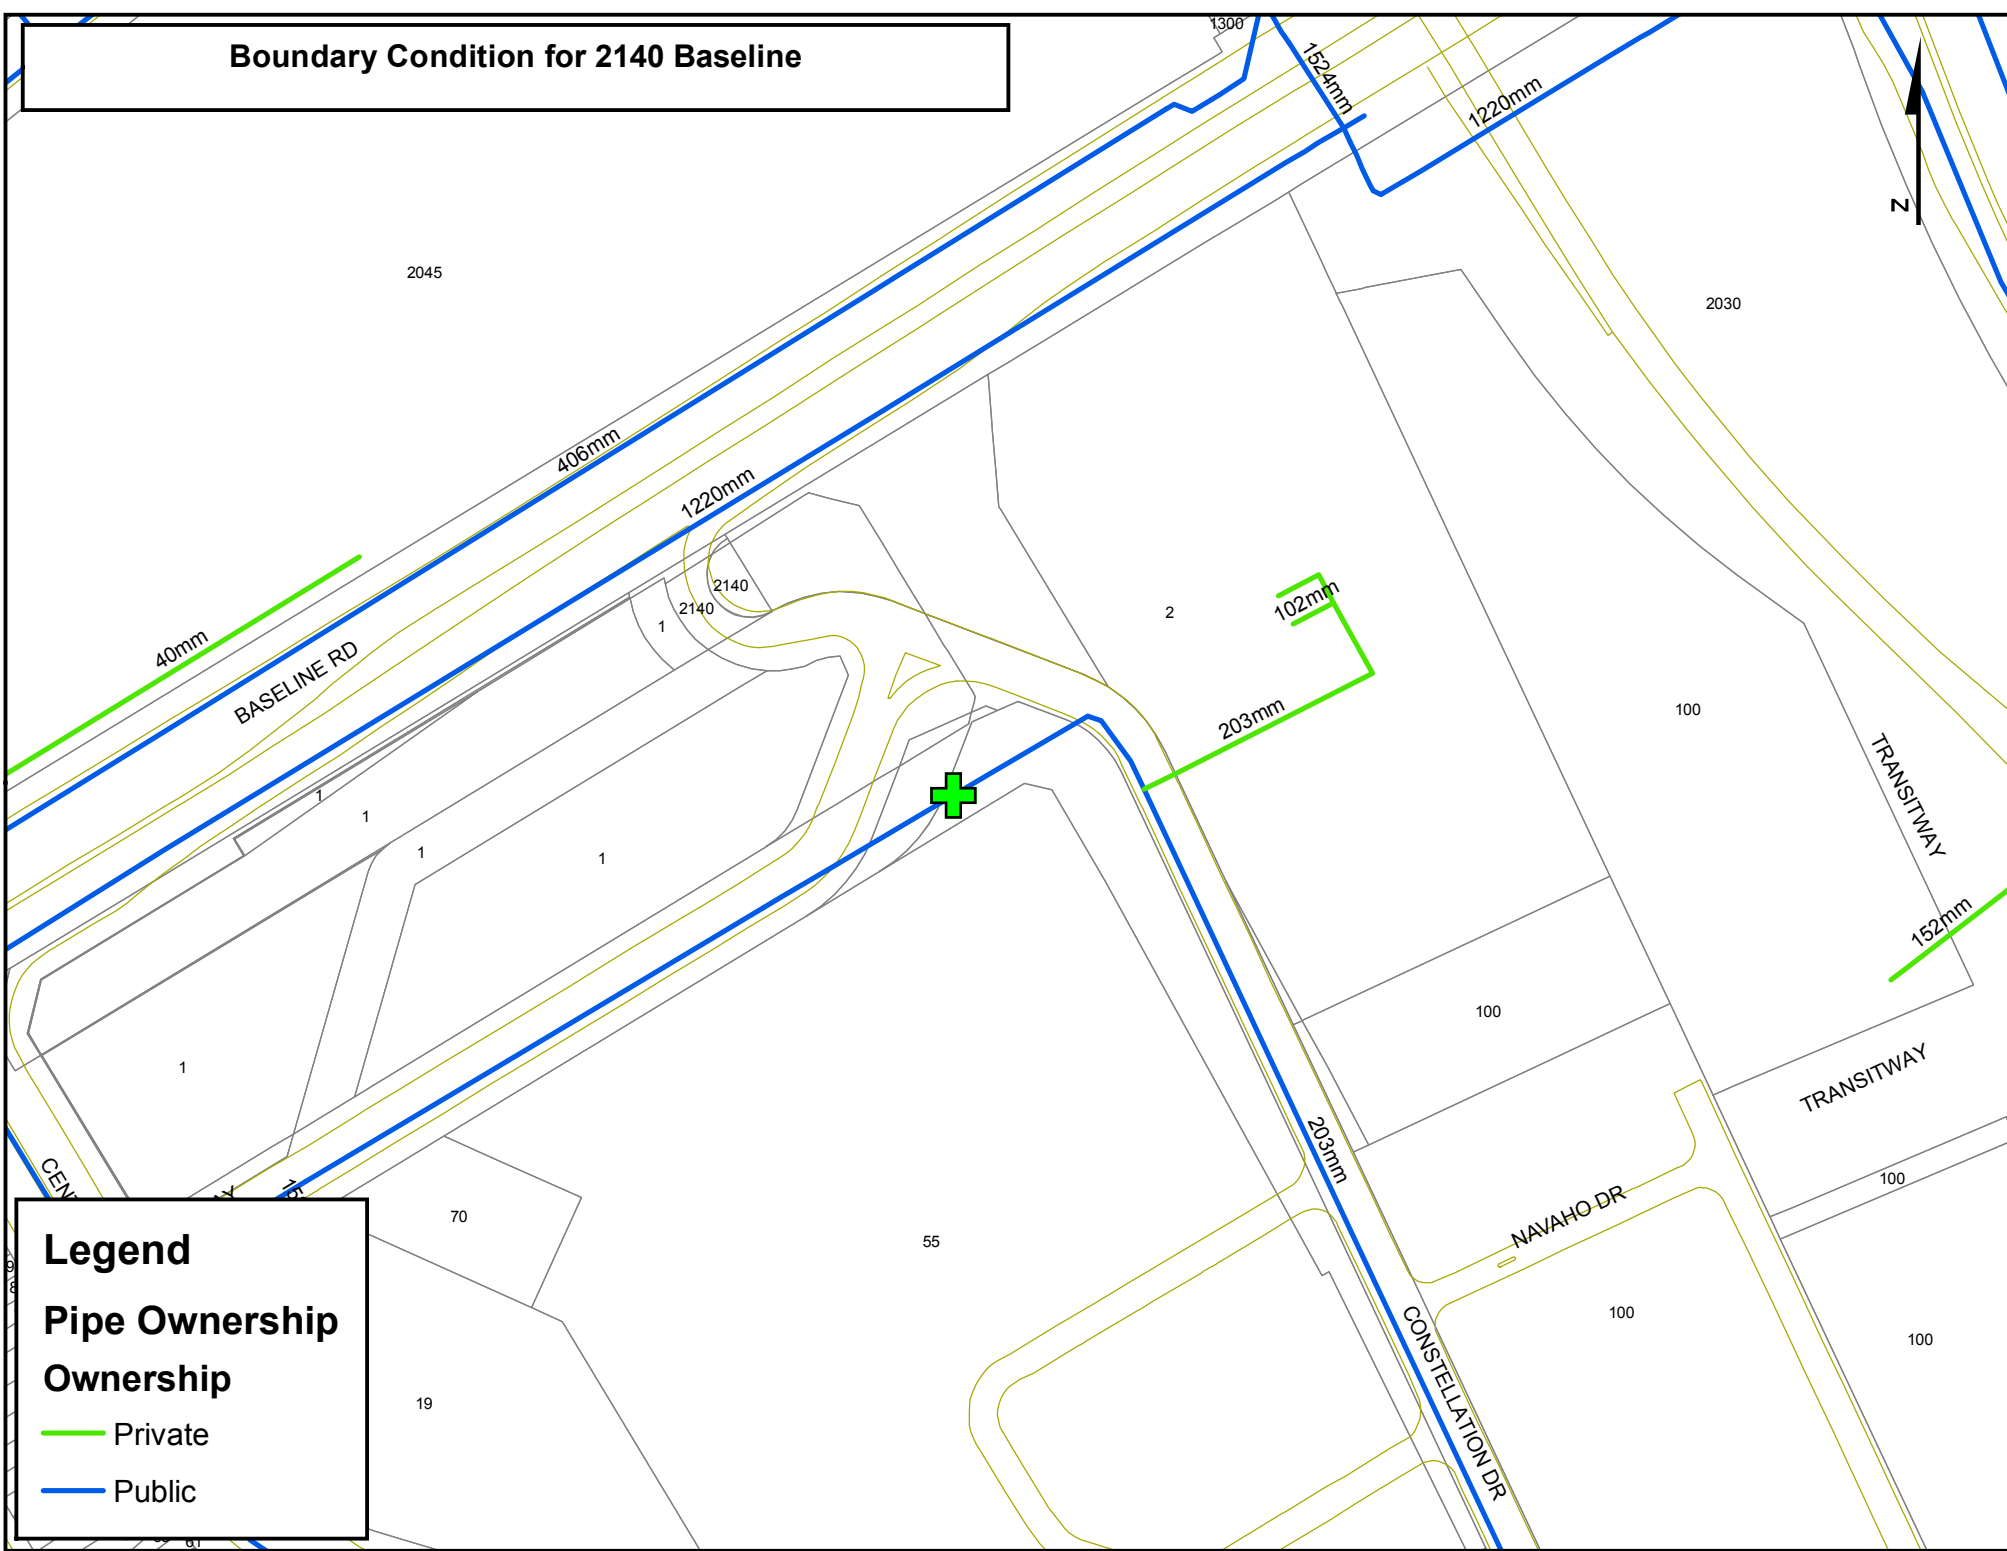 Boundary Condition for 2140 Baseline
1300
1524mm
1220mm
N
2045
2030
406mm
1220mm
2140
2140
1
2
102mm
40mm
BASELINE RD
203mm
100
TRANSITWAY
1
1
1
1
152mm
1
100
203mm
TRANSITWAY
100
NAVAHO DR
70
55
100
100
CONSTELLATION DR
19
Legend
Pipe Ownership
Ownership
Private
Public